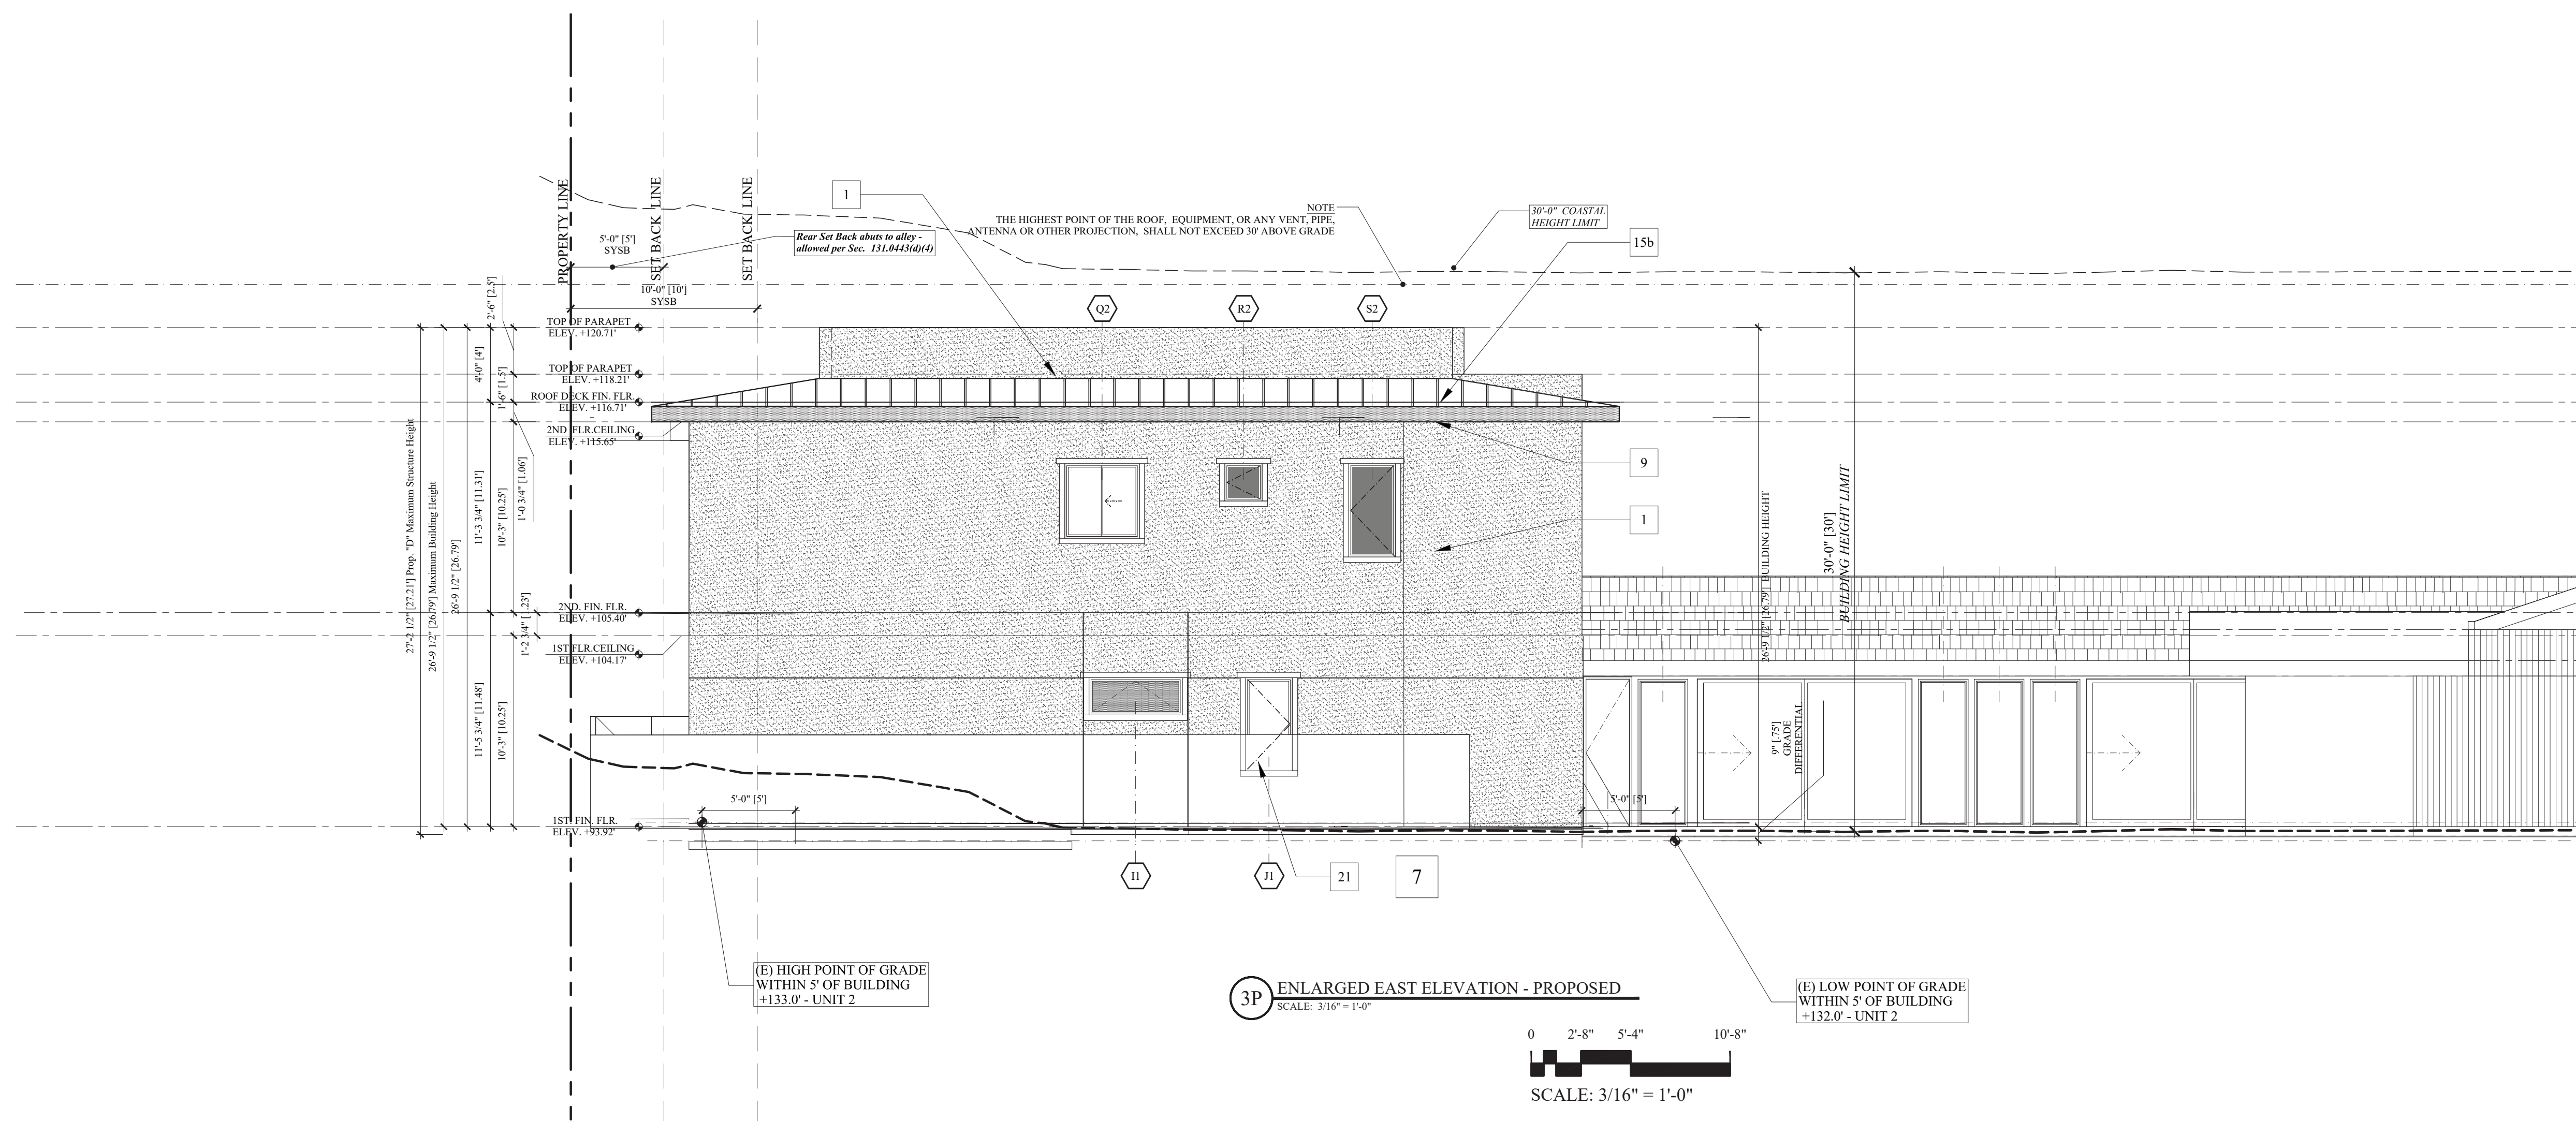 PROPERTY LINE
SET BACK LINE
SET BACK LINE
5'-0" [5']
SYSB
10'-0" [10']
SYSB
1
Rear Set Back abuts to alley -
allowed per Sec. 131.0443(d)(4)
NOTE
THE HIGHEST POINT OF THE ROOF, EQUIPMENT, OR ANY VENT, PIPE,
ANTENNA OR OTHER PROJECTION, SHALL NOT EXCEED 30' ABOVE GRADE
30'-0" COASTAL
HEIGHT LIMIT
15b
Q2
R2
S2
TOP OF PARAPET
ELEV. +120.71'
TOP OF PARAPET
ELEV. +118.21'
ROOF DECK FIN. FLR.
ELEV. +116.71'
2ND FLR.CEILING
ELEV. +115.65'
2ND. FIN. FLR.
ELEV. +105.40'
1ST FLR.CEILING
ELEV. +104.17'
1ST. FIN. FLR.
ELEV. +93.92'
27'-2 1/2" [27.21'] Prop. "D" Maximum Structure Height
26'-9 1/2" [26.79'] Maximum Building Height
26'-9 1/2" [26.79']
4'-0" [4']
11'-3 3/4" [11.31']
11'-5 3/4" [11.48']
2'-6" [2.5']
1'-6" [1.5']
10'-3" [10.25']
10'-3" [10.25']
1'-0 3/4" [1.06']
1'-2 3/4" [1.23']
9
1
26'-9 1/2" [26.79'] BUILDING HEIGHT
30'-0" [30']
BUILDING HEIGHT LIMIT
9" [.75']
GRADE
DIFFERENTIAL
5'-0" [5']
5'-0" [5']
I1
J1
21
7
(E) HIGH POINT OF GRADE
WITHIN 5' OF BUILDING
+133.0' - UNIT 2
3P
ENLARGED EAST ELEVATION - PROPOSED
SCALE: 3/16" = 1'-0"
(E) LOW POINT OF GRADE
WITHIN 5' OF BUILDING
+132.0' - UNIT 2
0 2'-8" 5'-4" 10'-8"
SCALE: 3/16" = 1'-0"